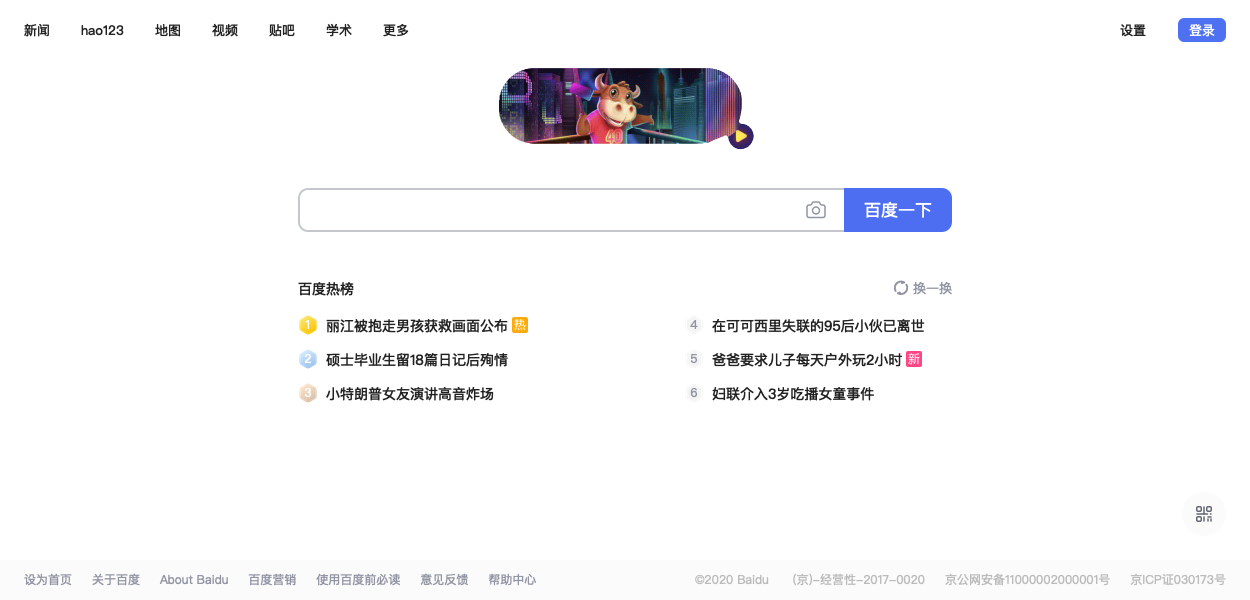 新闻 hao123 地图 视频 贴吧 学术 更多 设置 登录
40
百度一下
百度热榜 换一换
1 丽江被抱走男孩获救画面公布 热
2 硕士毕业生留18篇日记后殉情
3 小特朗普女友演讲高音炸场
4 在可可西里失联的95后小伙已离世
5 爸爸要求儿子每天户外玩2小时 新
6 妇联介入3岁吃播女童事件
设为首页 关于百度 About Baidu 百度营销 使用百度前必读 意见反馈 帮助中心 ©2020 Baidu (京)-经营性-2017-0020 京公网安备11000002000001号 京ICP证030173号